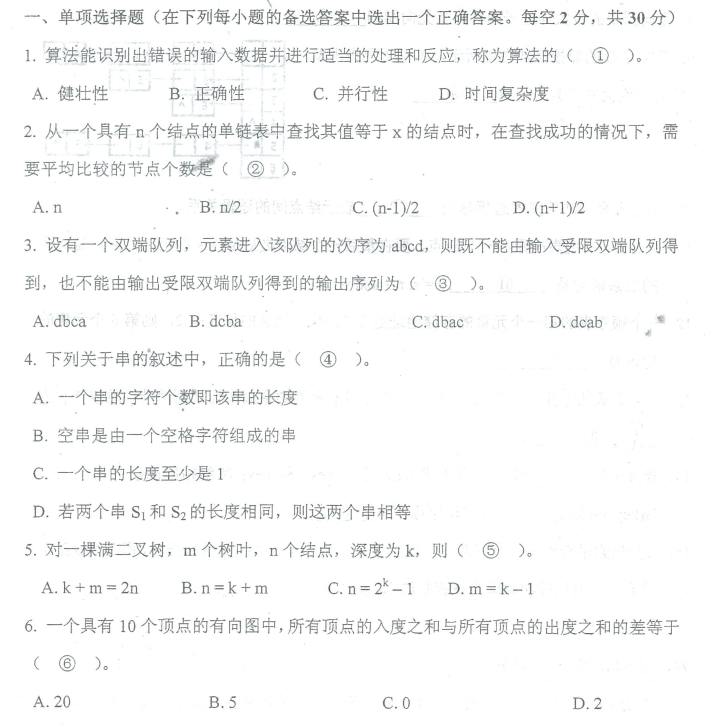 一、单项选择题（在下列每小题的备选答案中选出一个正确答案。每空 2 分，共 30 分）
1. 算法能识别出错误的输入数据并进行适当的处理和反应，称为算法的（ ① ）。
A. 健壮性 B. 正确性 C. 并行性 D. 时间复杂度
2. 从一个具有 n 个结点的单链表中查找其值等于 x 的结点时，在查找成功的情况下，需
要平均比较的节点个数是（ ② ）。
A. n B. n/2 C. (n-1)/2 D. (n+1)/2
3. 设有一个双端队列，元素进入该队列的次序为 abcd，则既不能由输入受限双端队列得
到，也不能由输出受限双端队列得到的输出序列为（ ③ ）。
A. dbca B. dcba C. dbac D. dcab
4. 下列关于串的叙述中，正确的是（ ④ ）。
A. 一个串的字符个数即该串的长度
B. 空串是由一个空格字符组成的串
C. 一个串的长度至少是 1
D. 若两个串 S₁ 和 S₂ 的长度相同，则这两个串相等
5. 对一棵满二叉树，m 个树叶，n 个结点，深度为 k，则（ ⑤ ）。
A. k + m = 2n B. n = k + m C. n = 2ᵏ – 1 D. m = k – 1
6. 一个具有 10 个顶点的有向图中，所有顶点的入度之和与所有顶点的出度之和的差等于
（ ⑥ ）。
A. 20 B. 5 C. 0 D. 2